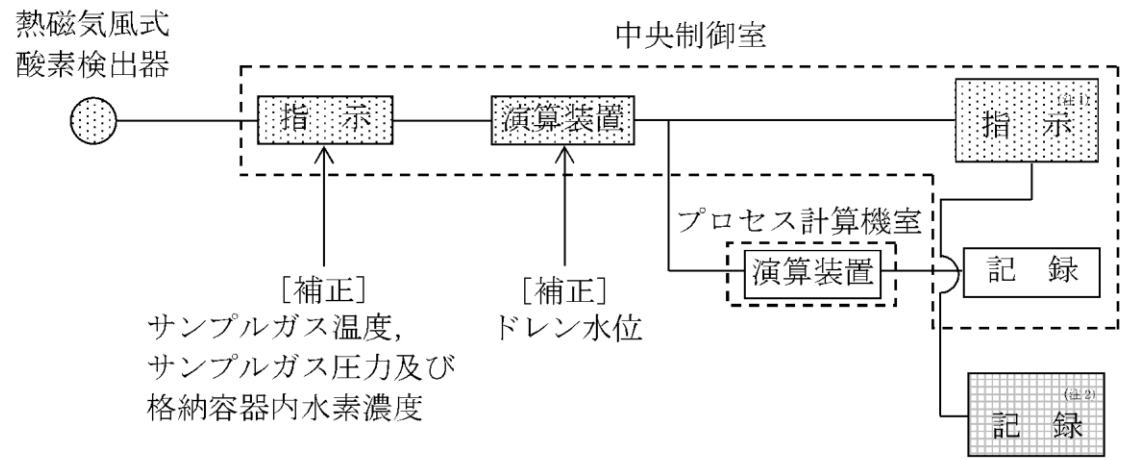 熱磁気風式
酸素検出器
中央制御室
指 示
演算装置
(注1)
指 示
プロセス計算機室
演算装置
記 録
[補正]
サンプルガス温度,
サンプルガス圧力及び
格納容器内水素濃度
[補正]
ドレン水位
(注2)
記 録